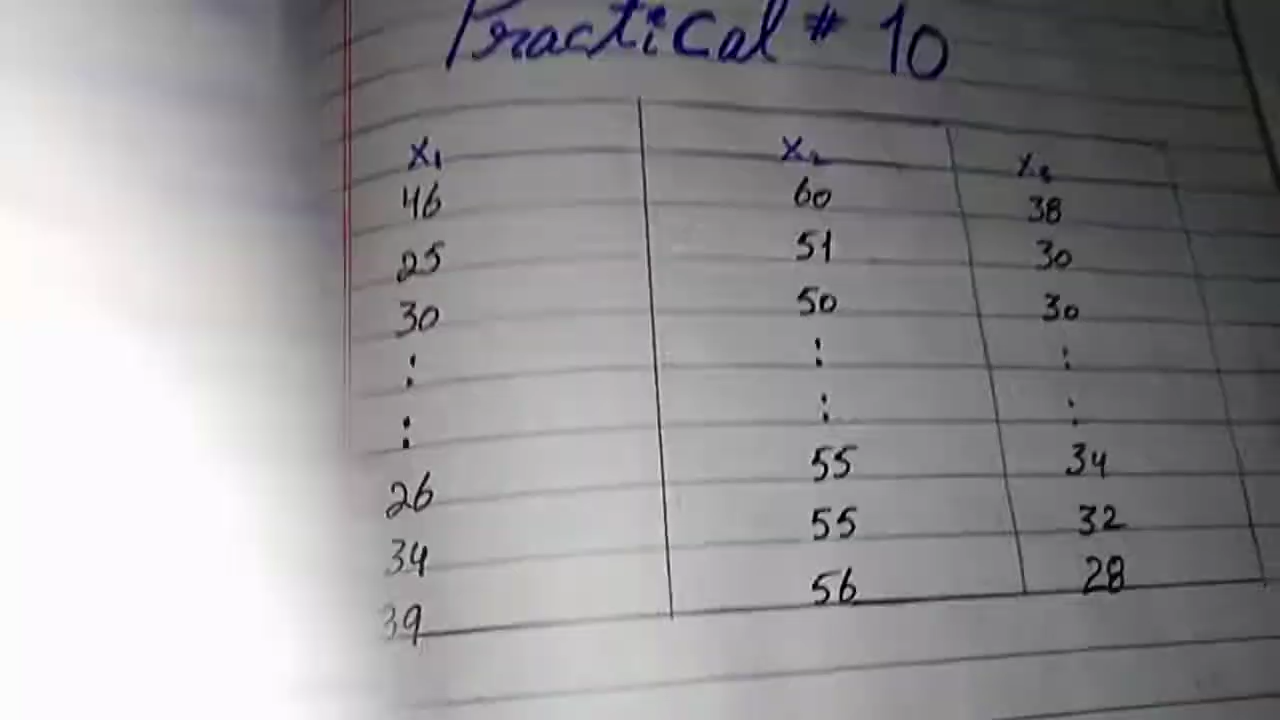 Practical # 10
X₁ X₂ X₃
46 60 38
25 51 30
30 50 30
: : :
: : :
26 55 34
34 55 32
39 56 28